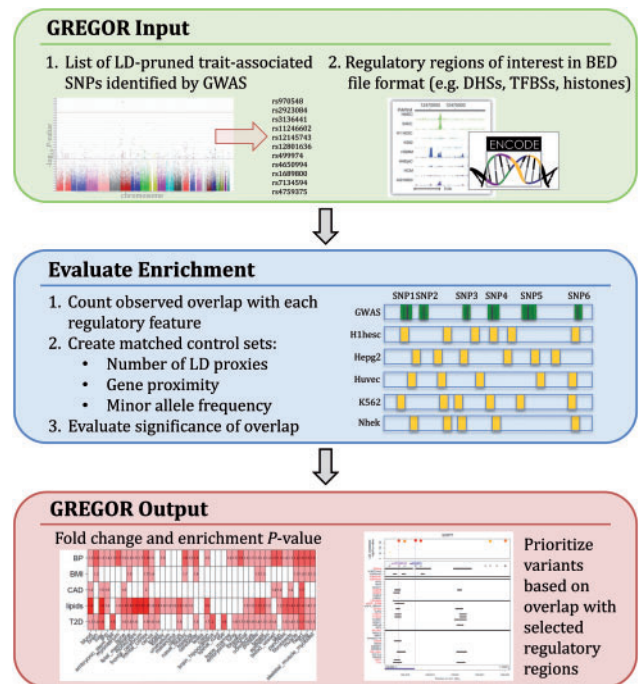 GREGOR Input
1. List of LD-pruned trait-associated
SNPs identified by GWAS
2. Regulatory regions of interest in BED
file format (e.g. DHSs, TFBSs, histones)
-log10 P-value
chromosome
rs970548
rs2923084
rs3136441
rs11246602
rs12145743
rs12801636
rs499974
rs4650994
rs1689800
rs7134594
rs4759375
ENCODE
Evaluate Enrichment
1. Count observed overlap with each
regulatory feature
2. Create matched control sets:
• Number of LD proxies
• Gene proximity
• Minor allele frequency
3. Evaluate significance of overlap
SNP1 SNP2 SNP3 SNP4 SNP5 SNP6
GWAS
H1hesc
Hepg2
Huvec
K562
Nhek
GREGOR Output
Fold change and enrichment P-value
BP
BMI
CAD
lipids
T2D
Prioritize
variants
based on
overlap with
selected
regulatory
regions